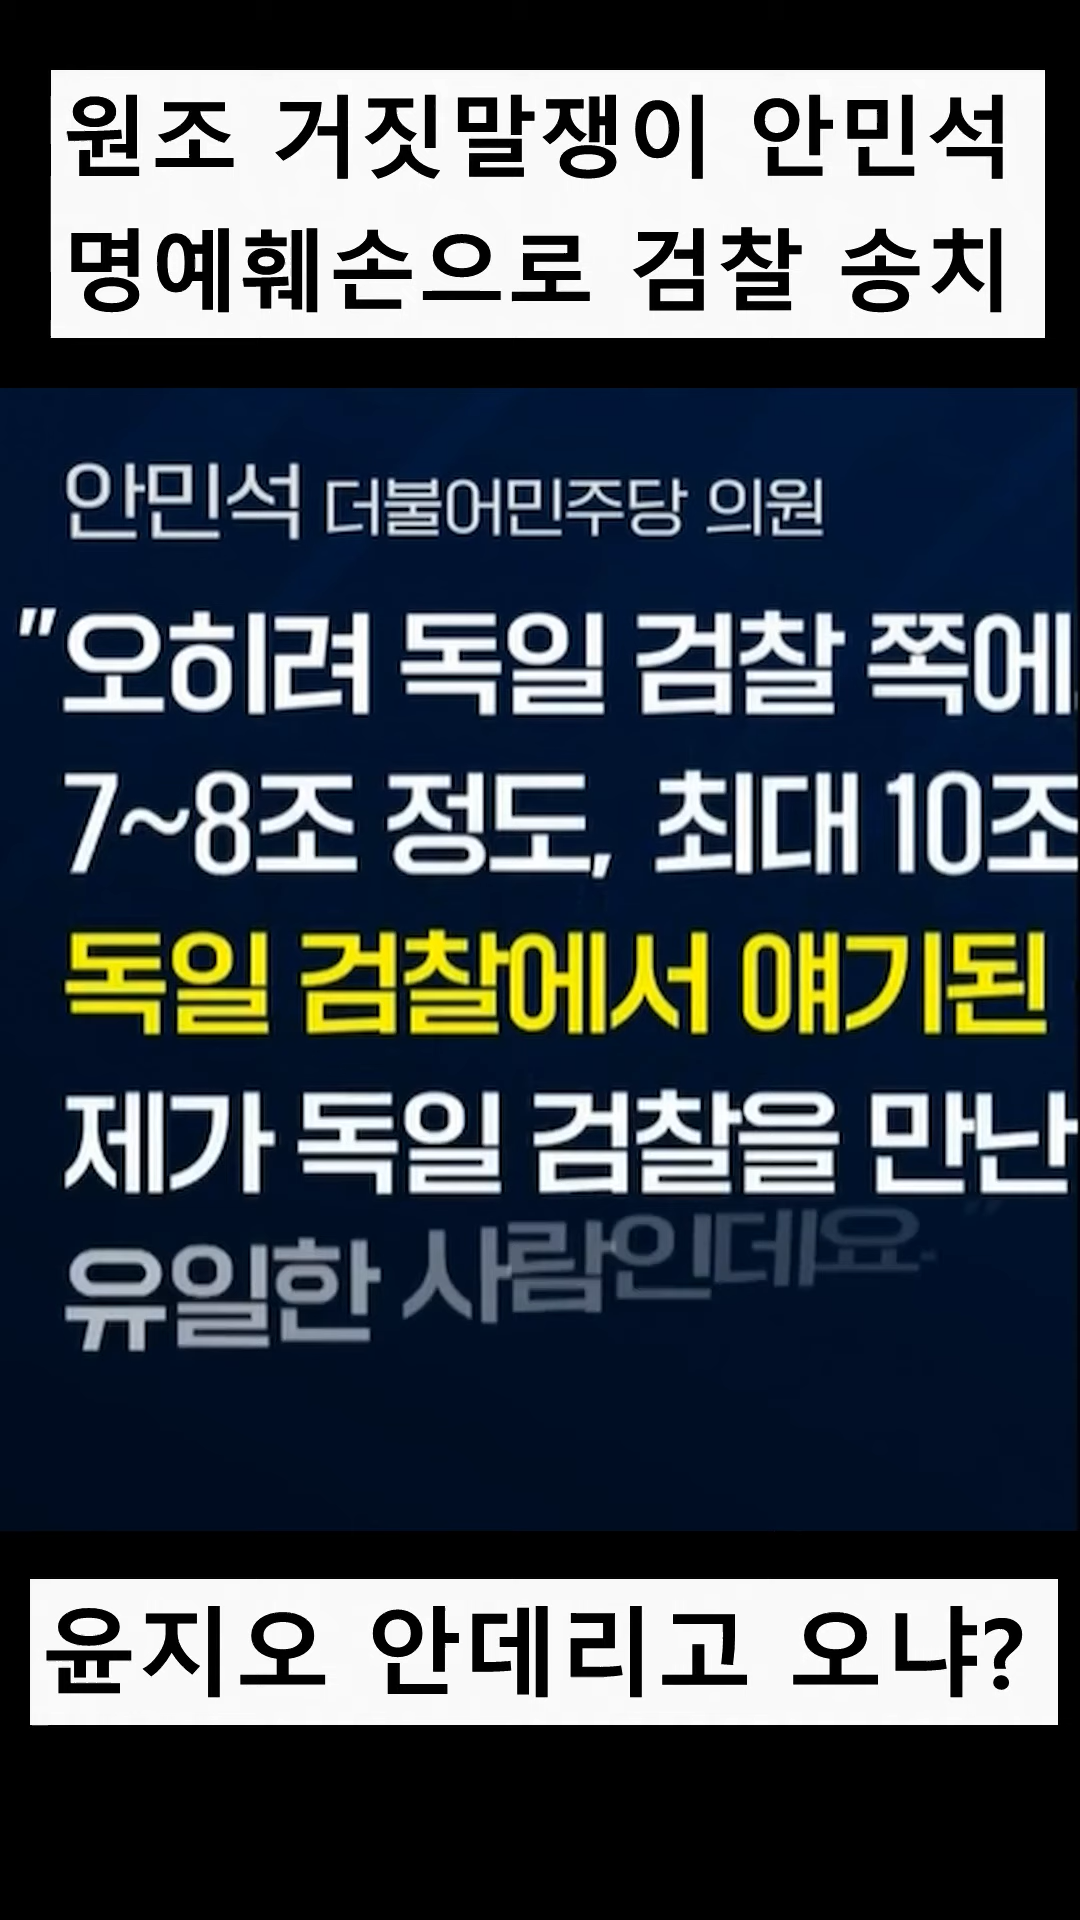 원조 거짓말쟁이 안민석
명예훼손으로 검찰 송치
안민석 더불어민주당 의원
"오히려 독일 검찰 쪽에
7~8조 정도, 최대 10조
독일 검찰에서 얘기된
제가 독일 검찰을 만난
유일한 사람인데요."
윤지오 안데리고 오냐?